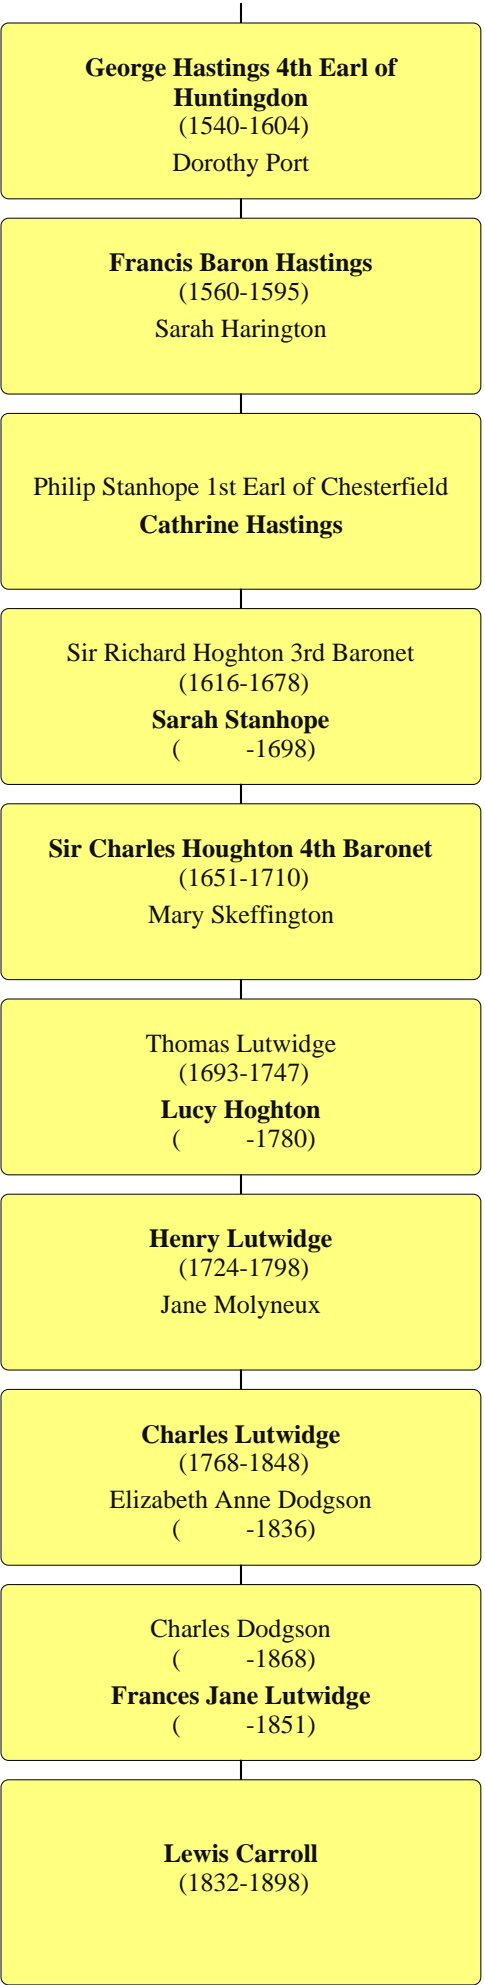 George Hastings 4th Earl of
Huntingdon
(1540-1604)
Dorothy Port
Francis Baron Hastings
(1560-1595)
Sarah Harington
Philip Stanhope 1st Earl of Chesterfield
Cathrine Hastings
Sir Richard Hoghton 3rd Baronet
(1616-1678)
Sarah Stanhope
(        -1698)
Sir Charles Houghton 4th Baronet
(1651-1710)
Mary Skeffington
Thomas Lutwidge
(1693-1747)
Lucy Hoghton
(        -1780)
Henry Lutwidge
(1724-1798)
Jane Molyneux
Charles Lutwidge
(1768-1848)
Elizabeth Anne Dodgson
(        -1836)
Charles Dodgson
(        -1868)
Frances Jane Lutwidge
(        -1851)
Lewis Carroll
(1832-1898)